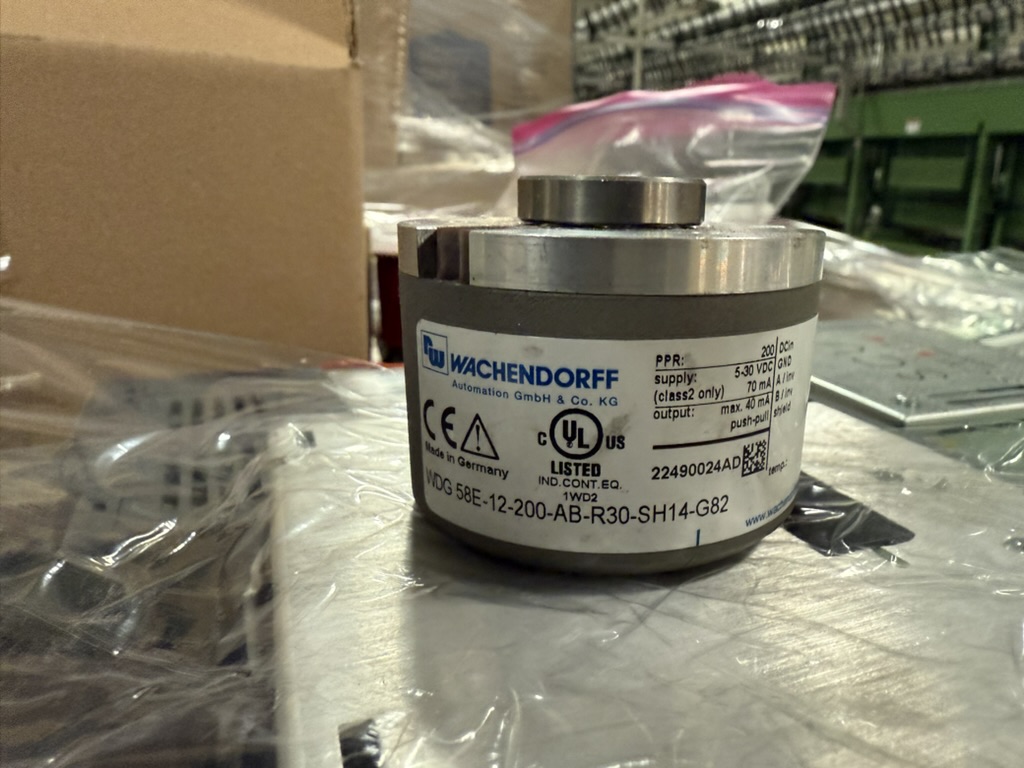 WACHENDORFF
Automation GmbH & Co. KG
CE
Made in Germany
C UL US
LISTED
IND.CONT.EQ.
1WD2
PPR: 200
supply: 5-30 VDC
(class2 only) 70 mA
output: max. 40 mA
push-pull
DCin
GND
A / inv
B / inv
shield
22490024AD
temp.:
WDG 58E-12-200-AB-R30-SH14-G82